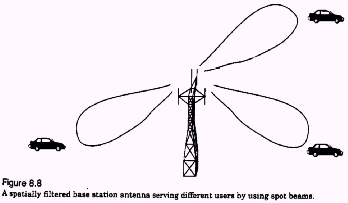 Figure 8.8
A spatially filtered base station antenna serving different users by using spot beams.